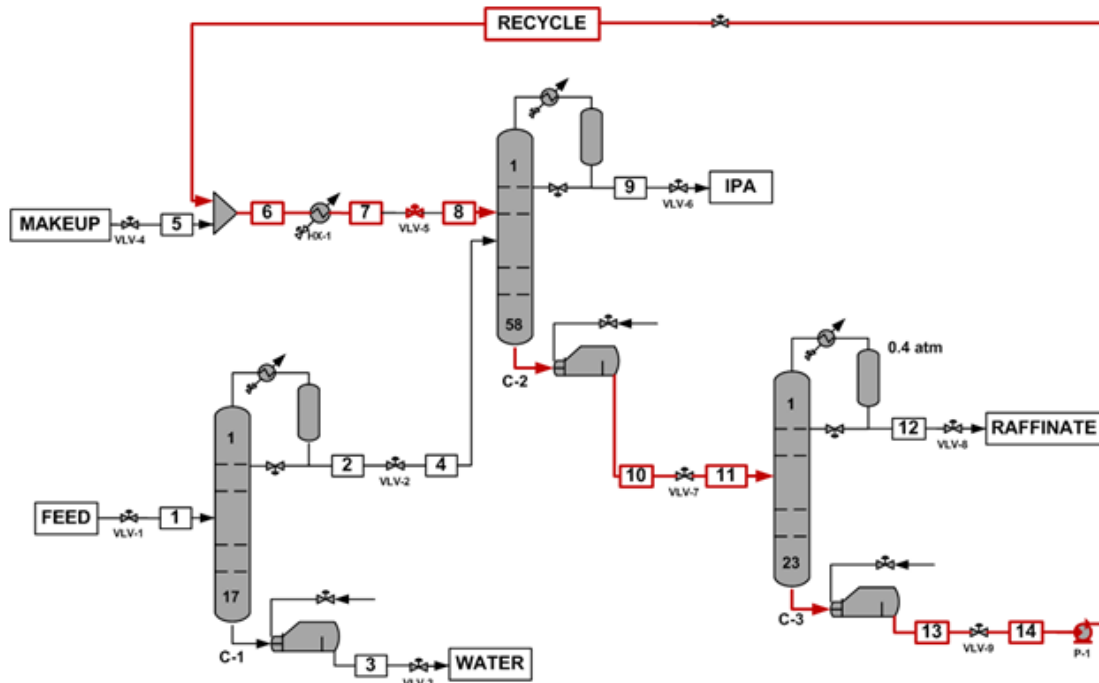 RECYCLE
1
9
IPA
VLV-6
MAKEUP
5
VLV-4
6
HX-1
7
VLV-5
8
58
C-2
0.4 atm
1
1
12
RAFFINATE
VLV-8
2
VLV-2
4
10
VLV-7
11
FEED
VLV-1
1
17
23
C-1
3
WATER
C-3
13
VLV-9
14
P-1